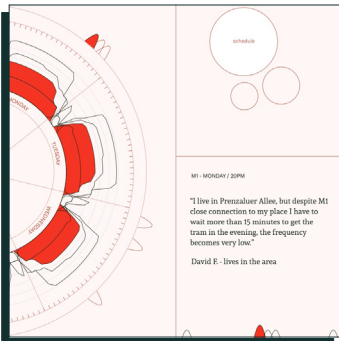 MONDAY
TUESDAY
WEDNESDAY
schedule
M1 - MONDAY / 20PM
“I live in Prenzaluer Allee, but despite M1
close connection to my place I have to
wait more than 15 minutes to get the
tram in the evening, the frequency
becomes very low.”
David F. - lives in the area